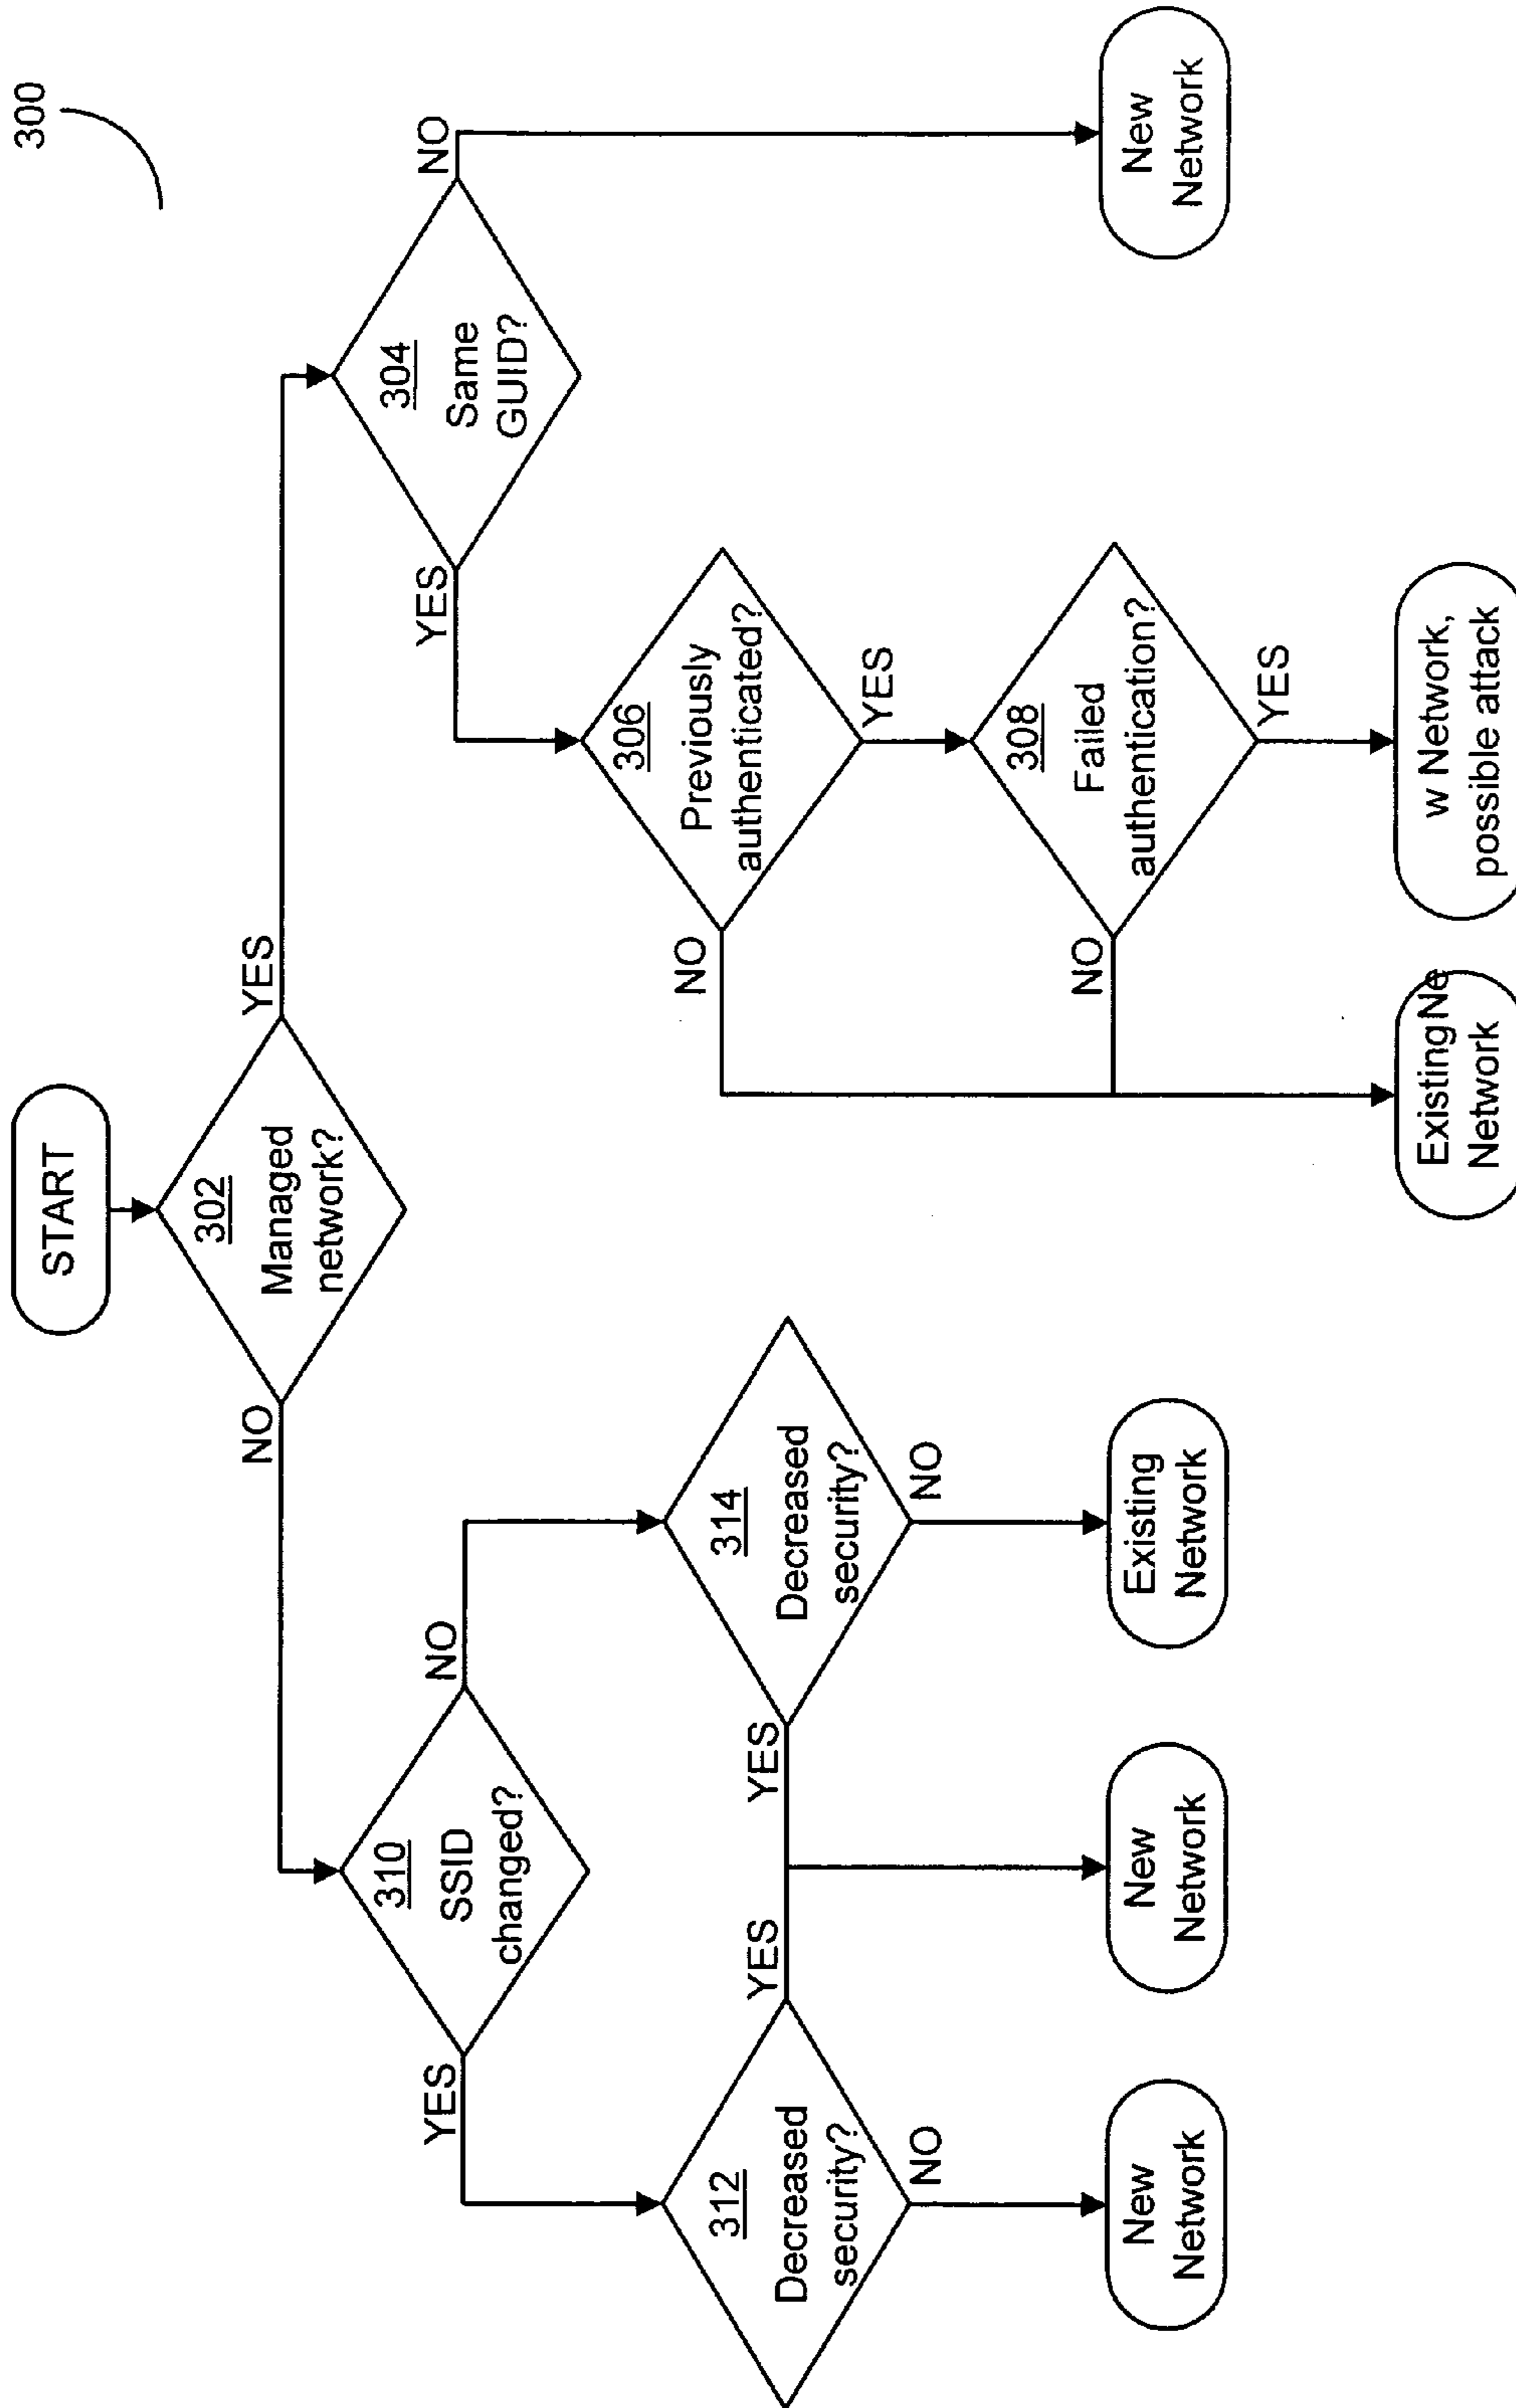 300
START
302
Managed
network?
NO
YES
310
SSID
changed?
YES
NO
304
Same
GUID?
YES
NO
312
Decreased
security?
YES
NO
314
Decreased
security?
YES
NO
306
Previously
authenticated?
NO
YES
308
Failed
authentication?
NO
YES
New
Network
New
Network
Existing
Network
New
Network
ExistingNe
Network
w Network,
possible attack